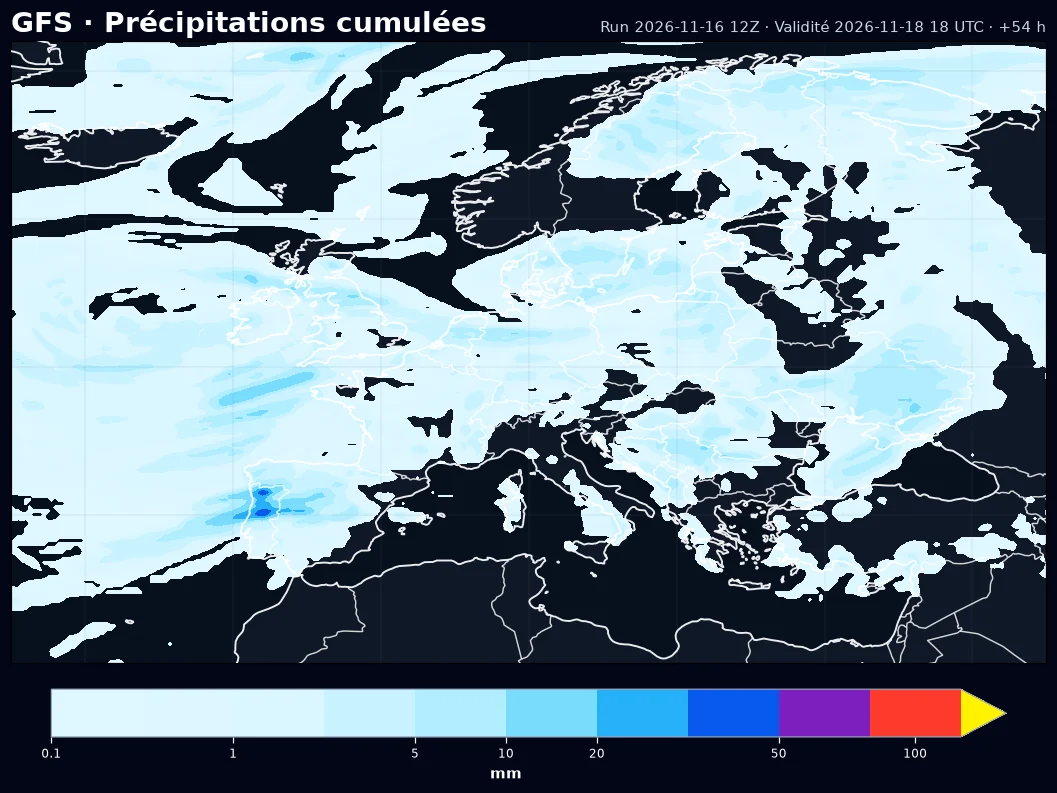 GFS · Précipitations cumulées
Run 2026-11-16 12Z · Validité 2026-11-18 18 UTC · +54 h
0.1 1 5 10 20 50 100
mm